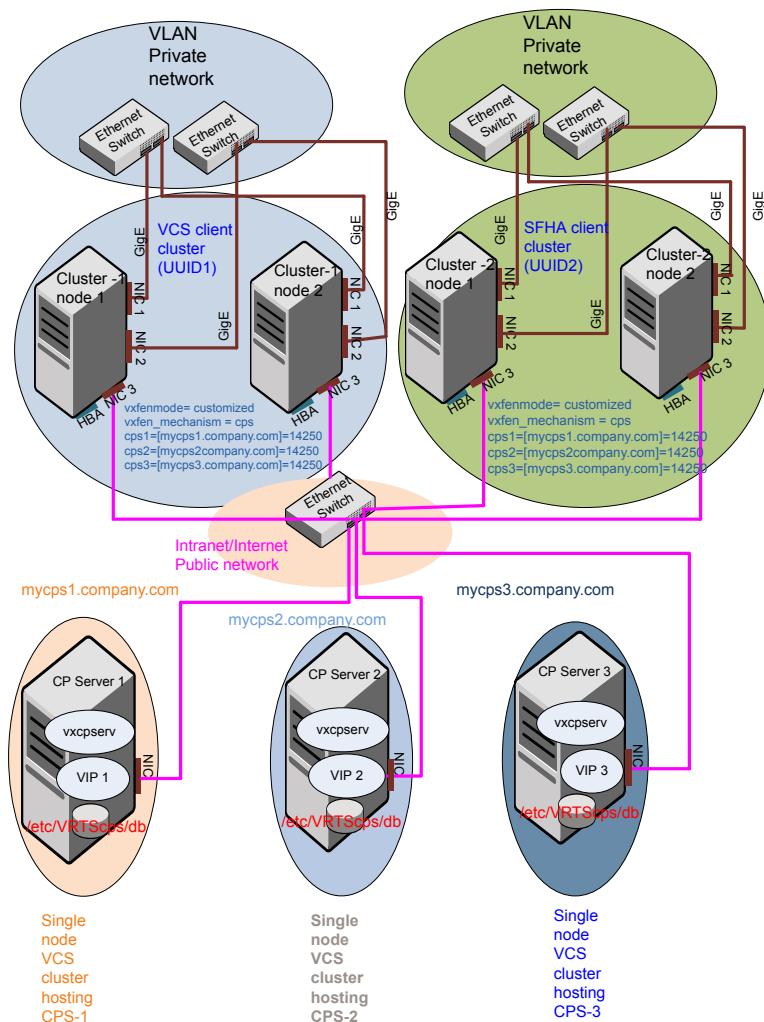 VLAN
Private
network
VLAN
Private
network
Ethernet
Switch
Ethernet
Switch
Ethernet
Switch
Ethernet
Switch
GigE
GigE
GigE
GigE
GigE
GigE
GigE
GigE
VCS client
cluster
(UUID1)
SFHA client
cluster
(UUID2)
Cluster -1
node 1
Cluster-1
node 2
Cluster -2
node 1
Cluster-2
node 2
NIC 1
NIC 2
NIC 3
HBA
NIC 1
NIC 2
NIC 3
HBA
NIC 1
NIC 2
NIC 3
HBA
NIC 1
NIC 2
NIC 3
HBA
vxfenmode= customized
vxfen_mechanism = cps
cps1=[mycps1.company.com]=14250
cps2=[mycps2company.com]=14250
cps3=[mycps3.company.com]=14250
vxfenmode= customized
vxfen_mechanism = cps
cps1=[mycps1.company.com]=14250
cps2=[mycps2company.com]=14250
cps3=[mycps3.company.com]=14250
Ethernet
Switch
Intranet/Internet
Public network
mycps1.company.com
mycps2.company.com
mycps3.company.com
CP Server 1
vxcpserv
VIP 1
NIC
/etc/VRTScps/db
CP Server 2
vxcpserv
VIP 2
NIC
/etc/VRTScps/db
CP Server 3
vxcpserv
VIP 3
NIC
/etc/VRTScps/db
Single
node
VCS
cluster
hosting
CPS-1
Single
node
VCS
cluster
hosting
CPS-2
Single
node
VCS
cluster
hosting
CPS-3